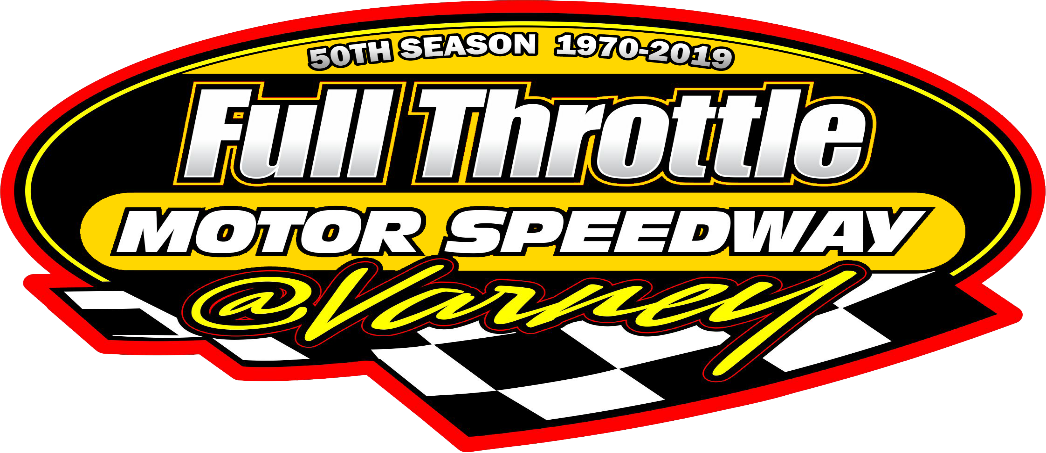 50TH SEASON 1970-2019
Full Throttle
MOTOR SPEEDWAY
@Varney